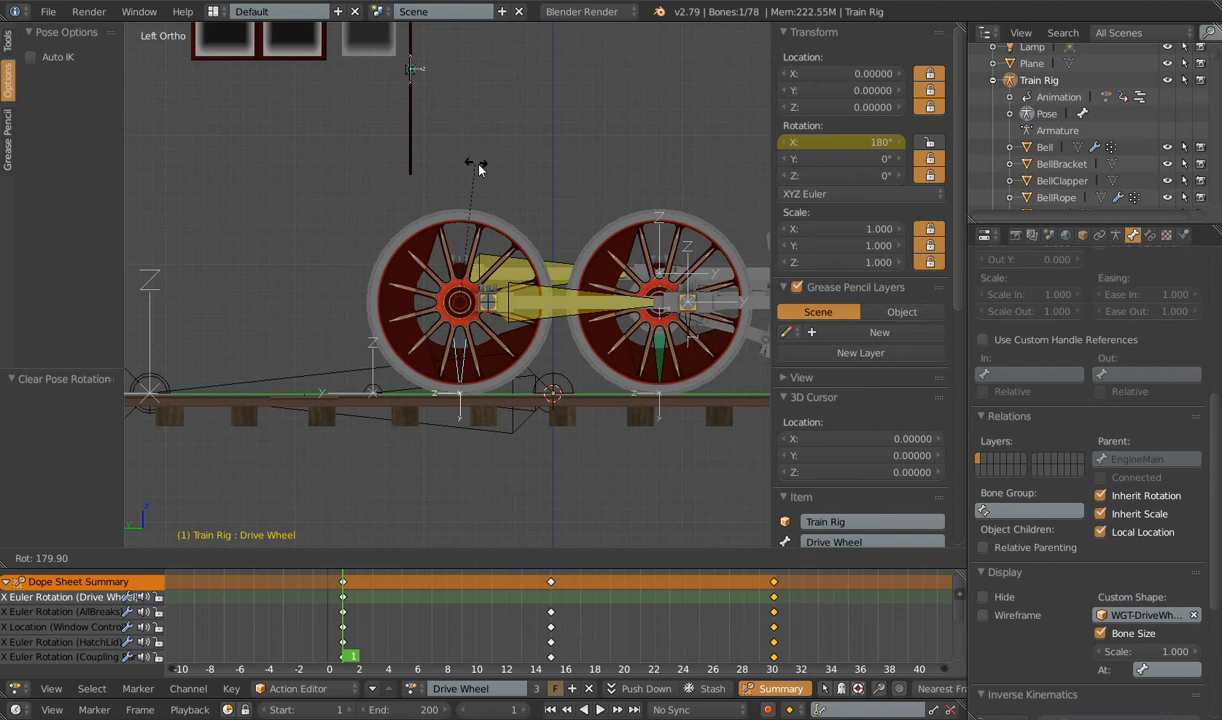 File Render Window Help Default Scene Blender Render v2.79 | Bones:1/78 | Mem:222.55M | Train Rig
Tools
Options
Grease Pencil
Pose Options
Auto IK
Clear Pose Rotation
Left Ortho
Z
Z
Z
Z
Y
Y
Y
Z
Z
Y
Y
z
y
(1) Train Rig : Drive Wheel
Transform
Location:
X: 0.00000
Y: 0.00000
Z: 0.00000
Rotation:
X: 180°
Y: 0°
Z: 0°
XYZ Euler
Scale:
X: 1.000
Y: 1.000
Z: 1.000
Grease Pencil Layers
Scene Object
New
New Layer
View
3D Cursor
Location:
X: 0.00000
Y: 0.00000
Z: 0.00000
Item
Train Rig
Drive Wheel
View Search All Scenes
Lamp
Plane
Train Rig
Animation
Pose
Armature
Bell
BellBracket
BellClapper
BellRope
Out Y: 0.000
Scale: Easing:
Scale In: 1.000 Ease In: 1.000
Scale Out: 1.000 Ease Out: 1.000
Use Custom Handle References
In: Out:
Relative Relative
Relations
Layers: Parent:
EngineMain
Connected
Bone Group: Inherit Rotation
Inherit Scale
Object Children: Local Location
Relative Parenting
Display
Hide Custom Shape:
Wireframe WGT-DriveWh...
Bone Size
Scale: 1.000
At:
Inverse Kinematics
Rot: 179.90
Dope Sheet Summary
X Euler Rotation (Drive Wheel)
X Euler Rotation (AllBreaks)
X Location (Window Control
X Euler Rotation (HatchLid)
X Euler Rotation (Coupling
-10 -8 -6 -4 -2 0 1 2 4 6 8 10 12 14 16 18 20 22 24 26 28 30 32 34 36 38 40
View Select Marker Channel Key Action Editor Drive Wheel 3 F Push Down Stash Summary Nearest Fra
View Marker Frame Playback Start: 1 End: 200 1 No Sync